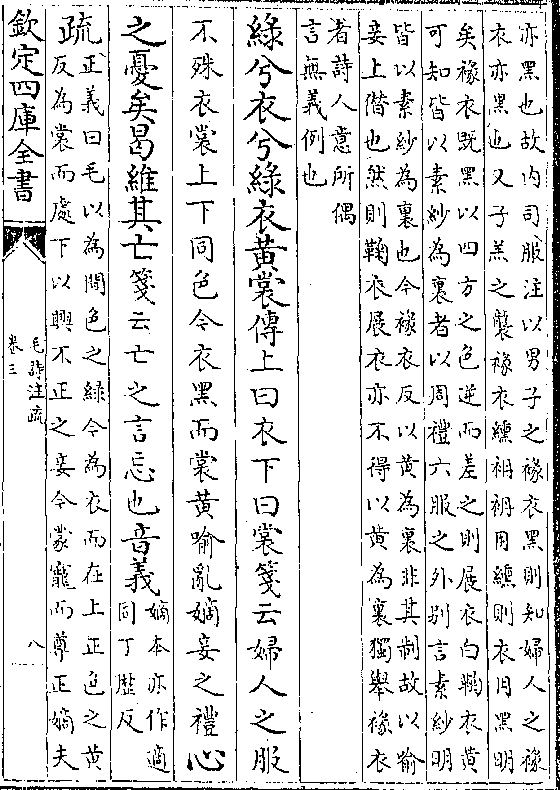 亦黑也故内司服注以男子之褖衣黑則知婦人之褖
衣亦黑也又子羔之襲褖衣纁袡袡用纁則衣用黑明
矣褖衣既黑以四方之色逆而差之則展衣白鞠衣黄
可知皆以素紗為裏者以周禮六服之外别言素紗明
皆以素紗為裏也今褖衣反以黄為裏非其制故以喻
妾上僭也然則鞠衣展衣亦不得以黄為裏獨舉褖衣
者詩人意所偶
言無義例也
緑兮衣兮緑衣黄裳傳上曰衣下曰裳箋云婦人之服
不殊衣裳上下同色今衣黑而裳黄喻亂嫡妾之禮心
之憂矣曷維其亡箋云亡之言忘也音義
嫡本亦作適
同丁歴反
疏
正義曰毛以為間色之緑今為衣而在上正色之黄
反為裳而處下以興不正之妾今蒙寵而尊正嫡夫
欽定四庫全書
毛詩注疏
卷三
八